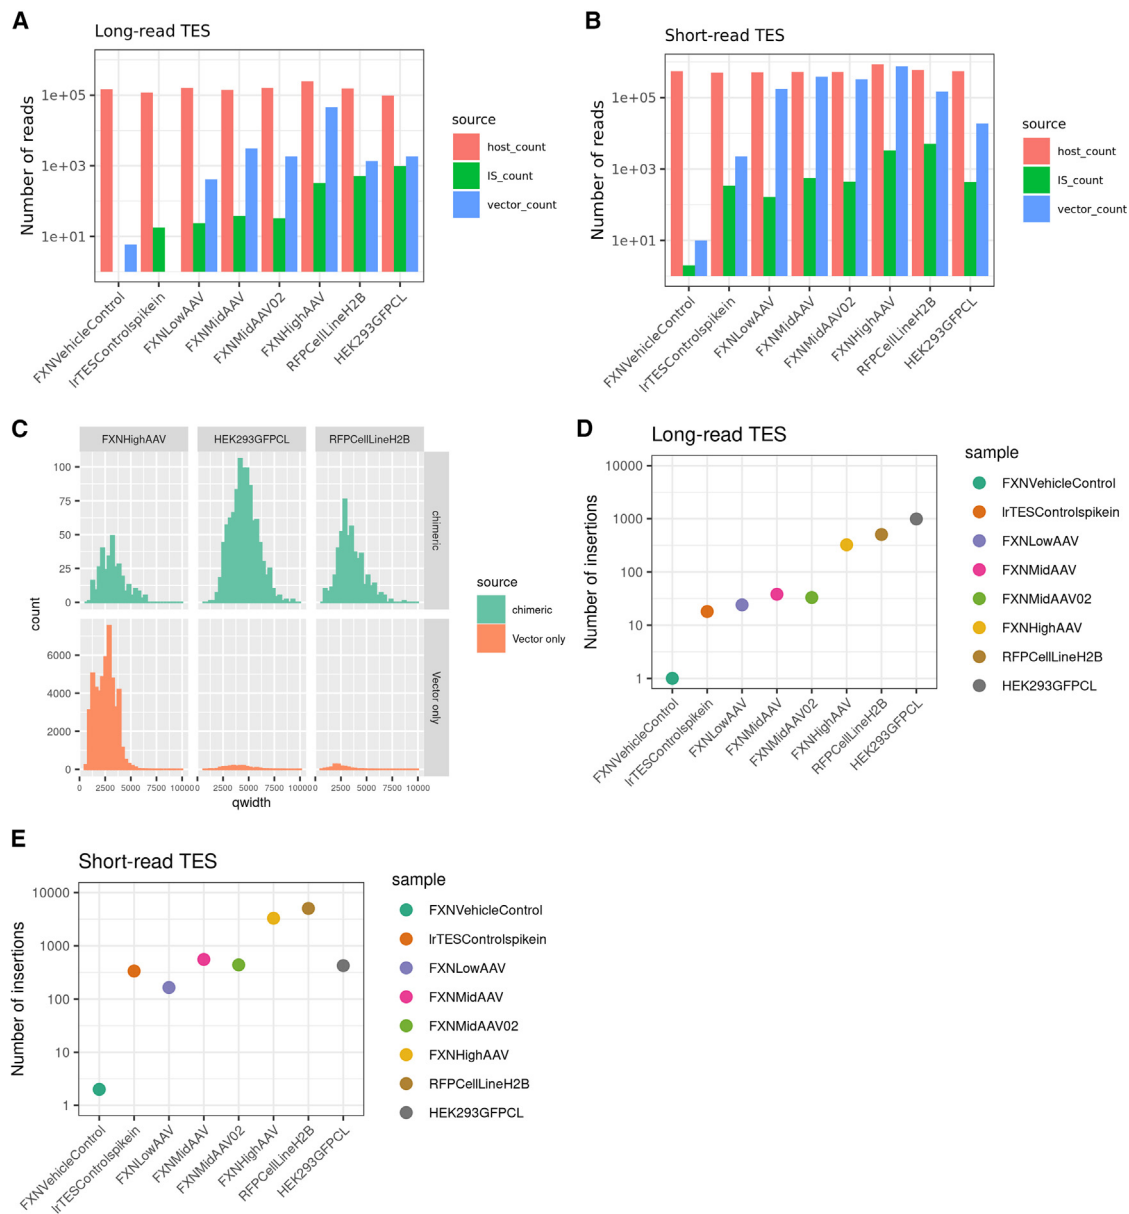 A
Long-read TES
Number of reads
1e+05
1e+03
1e+01
FXNVehicleControl
lrTESControlspikein
FXNLowAAV
FXNMidAAV
FXNMidAAV02
FXNHighAAV
RFPCellLineH2B
HEK293GFPCL
source
host_count
IS_count
vector_count
B
Short-read TES
Number of reads
1e+05
1e+03
1e+01
FXNVehicleControl
lrTESControlspikein
FXNLowAAV
FXNMidAAV
FXNMidAAV02
FXNHighAAV
RFPCellLineH2B
HEK293GFPCL
source
host_count
IS_count
vector_count
C
FXNHighAAV
HEK293GFPCL
RFPCellLineH2B
count
100
75
50
25
0
chimeric
6000
4000
2000
0
Vector only
0 2500 5000 7500 10000
0 2500 5000 7500 10000
0 2500 5000 7500 10000
qwidth
source
chimeric
Vector only
D
Long-read TES
Number of insertions
10000
1000
100
10
1
FXNVehicleControl
lrTESControlspikein
FXNLowAAV
FXNMidAAV
FXNMidAAV02
FXNHighAAV
RFPCellLineH2B
HEK293GFPCL
sample
FXNVehicleControl
lrTESControlspikein
FXNLowAAV
FXNMidAAV
FXNMidAAV02
FXNHighAAV
RFPCellLineH2B
HEK293GFPCL
E
Short-read TES
Number of insertions
10000
1000
100
10
1
FXNVehicleControl
lrTESControlspikein
FXNLowAAV
FXNMidAAV
FXNMidAAV02
FXNHighAAV
RFPCellLineH2B
HEK293GFPCL
sample
FXNVehicleControl
lrTESControlspikein
FXNLowAAV
FXNMidAAV
FXNMidAAV02
FXNHighAAV
RFPCellLineH2B
HEK293GFPCL